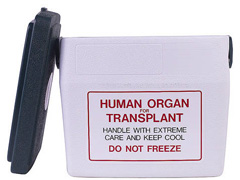 HUMAN ORGAN
FOR
TRANSPLANT
HANDLE WITH EXTREME
CARE AND KEEP COOL
DO NOT FREEZE